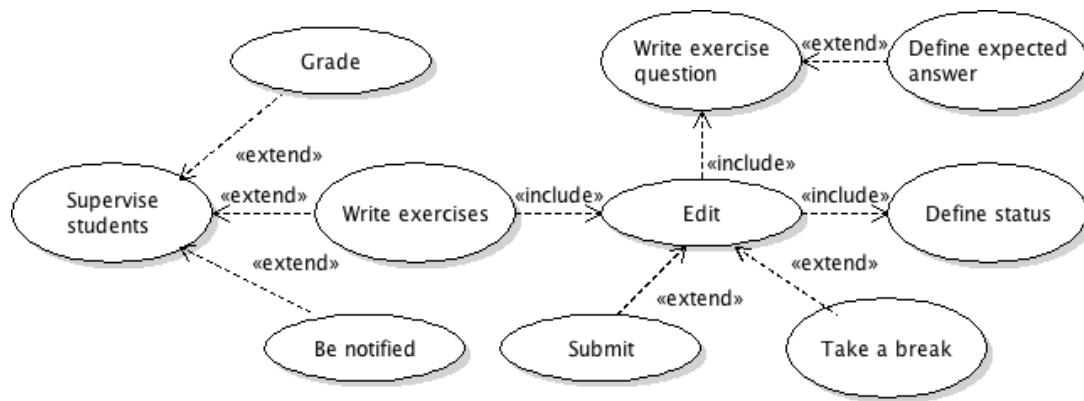 Grade
Write exercise
question
«extend»
Define expected
answer
«extend»
«include»
Supervise
students
«extend»
Write exercises
«include»
Edit
«include»
Define status
«extend»
«extend»
«extend»
Be notified
Submit
Take a break